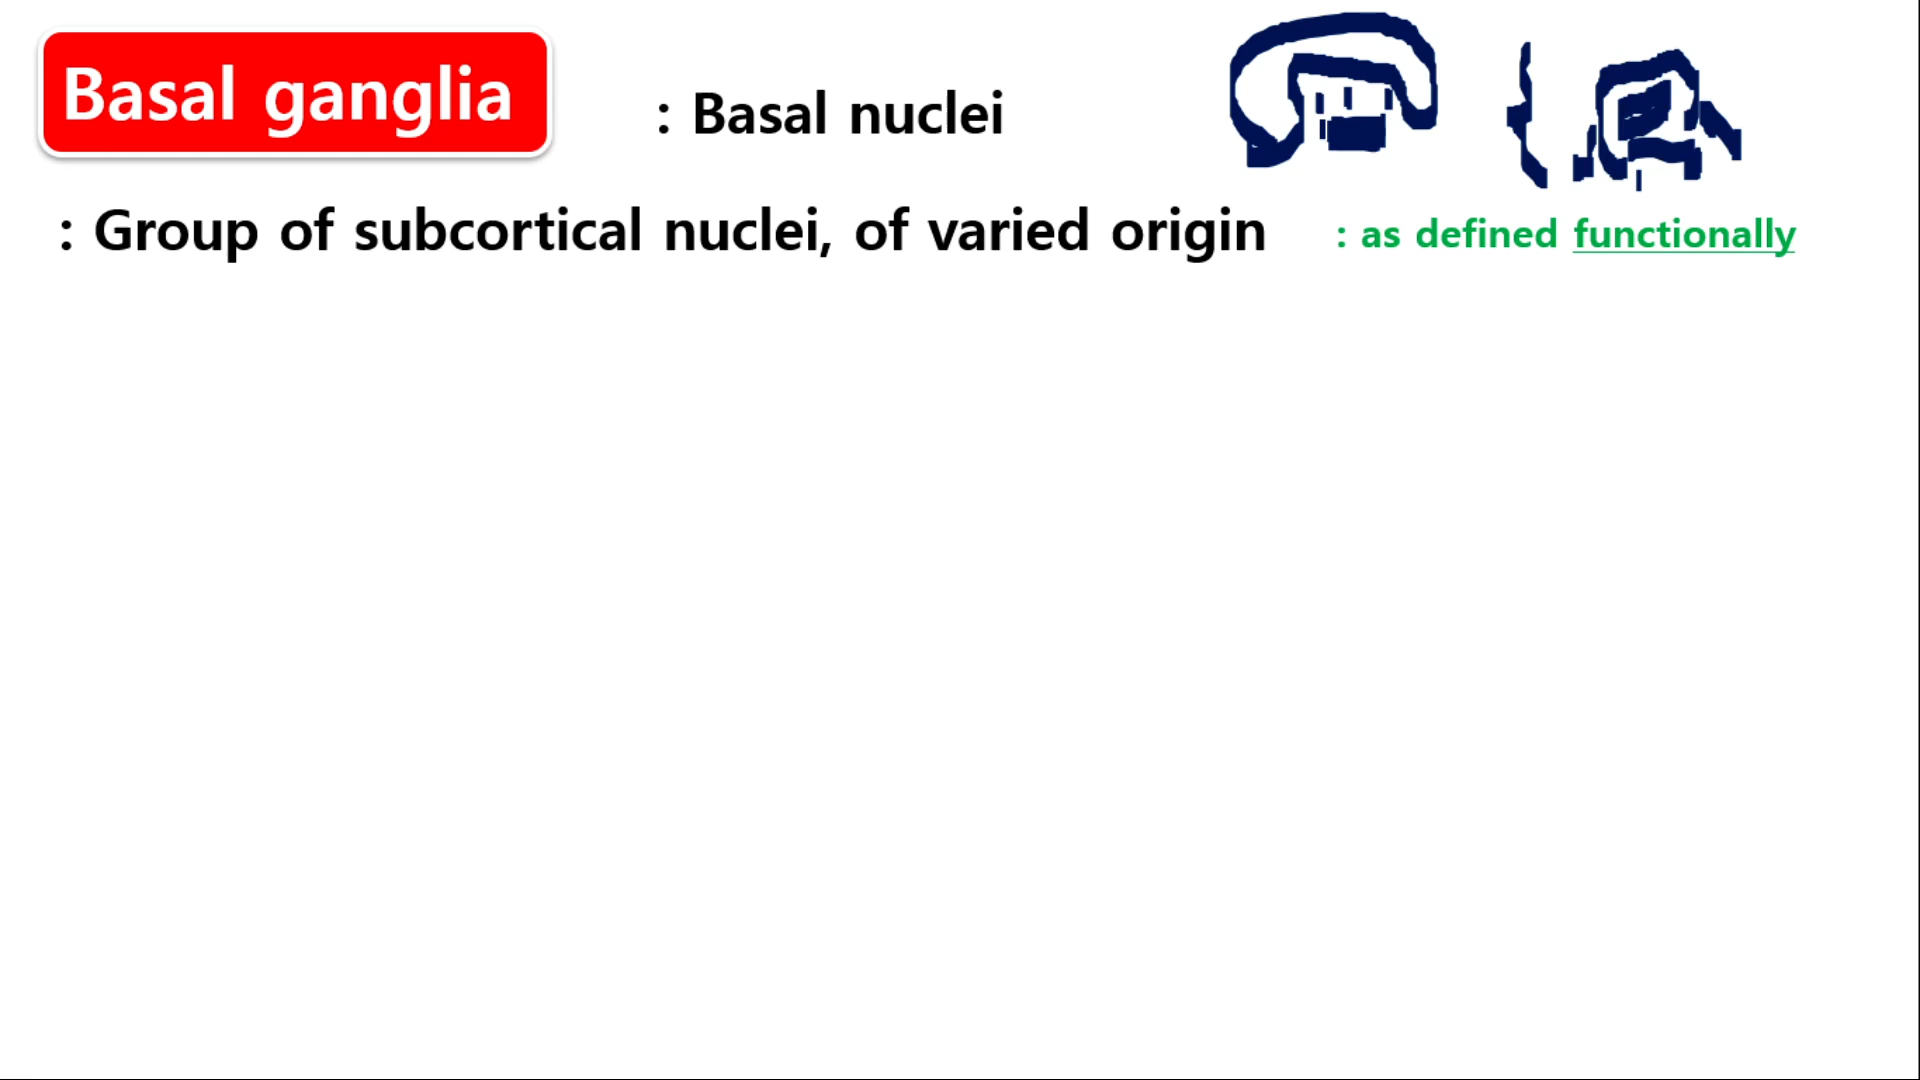 Basal ganglia
: Basal nuclei
: Group of subcortical nuclei, of varied origin
: as defined functionally